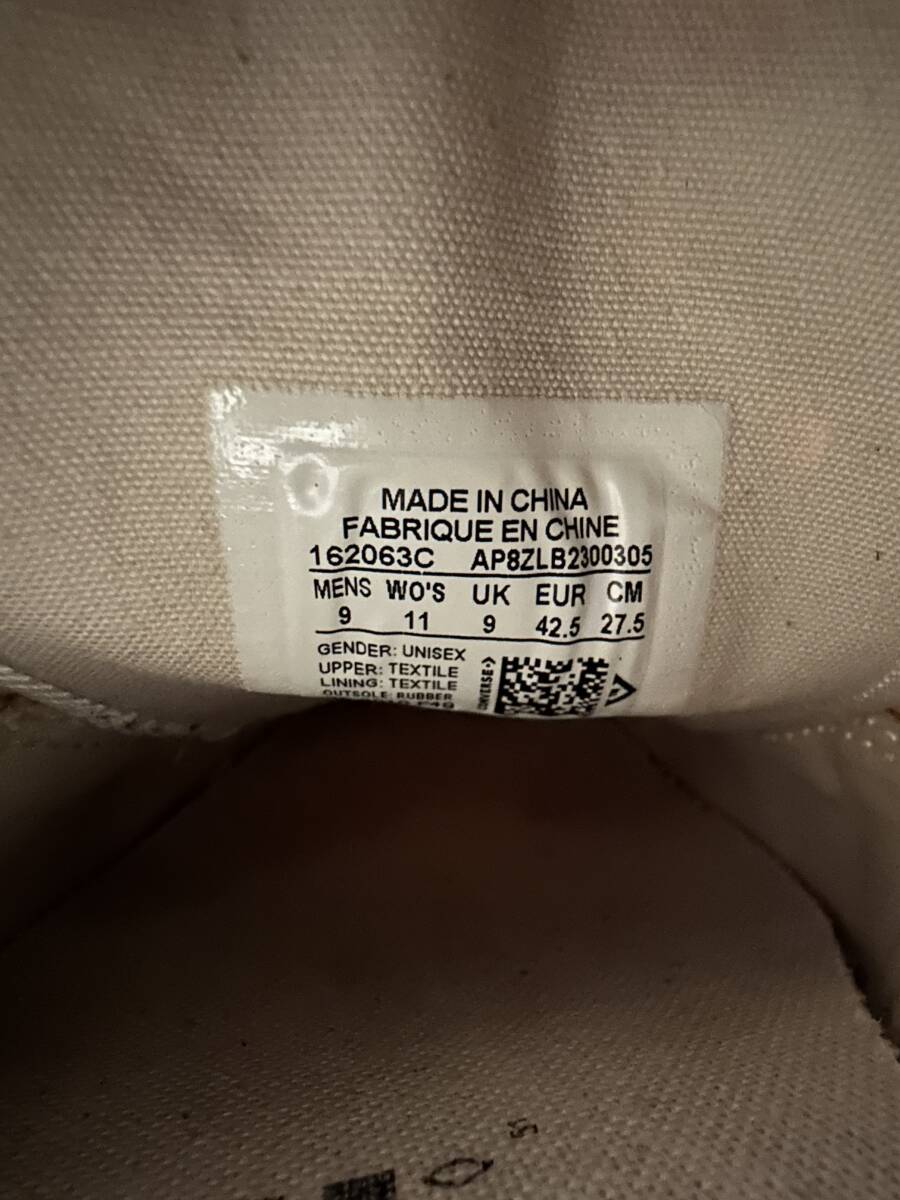 MADE IN CHINA
FABRIQUE EN CHINE
162063C AP8ZLB2300305
MENS WO'S UK EUR CM
9 11 9 42.5 27.5
GENDER: UNISEX
UPPER: TEXTILE
LINING: TEXTILE
OUTSOLE: RUBBER
CONVERSE